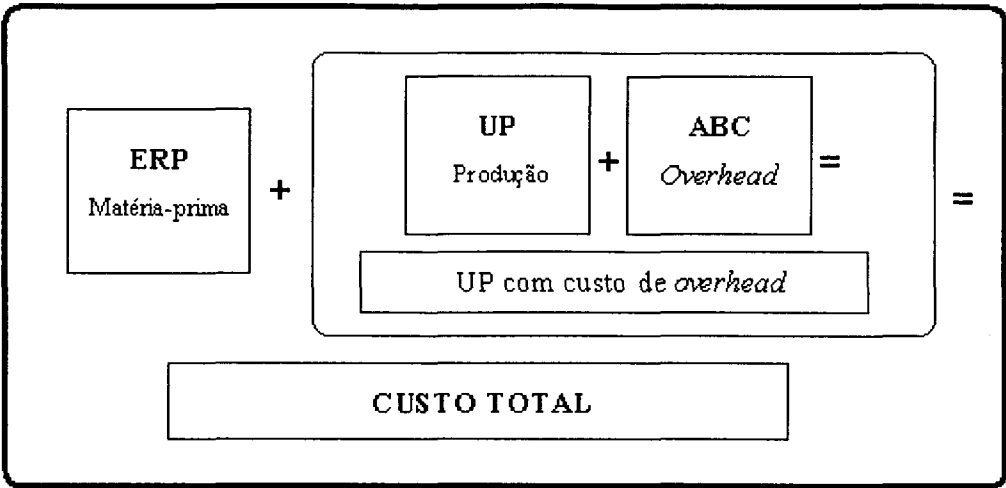 ERP
Matéria-prima
+
UP
Produção
+
ABC
Overhead
=
UP com custo de overhead
=
CUSTO TOTAL